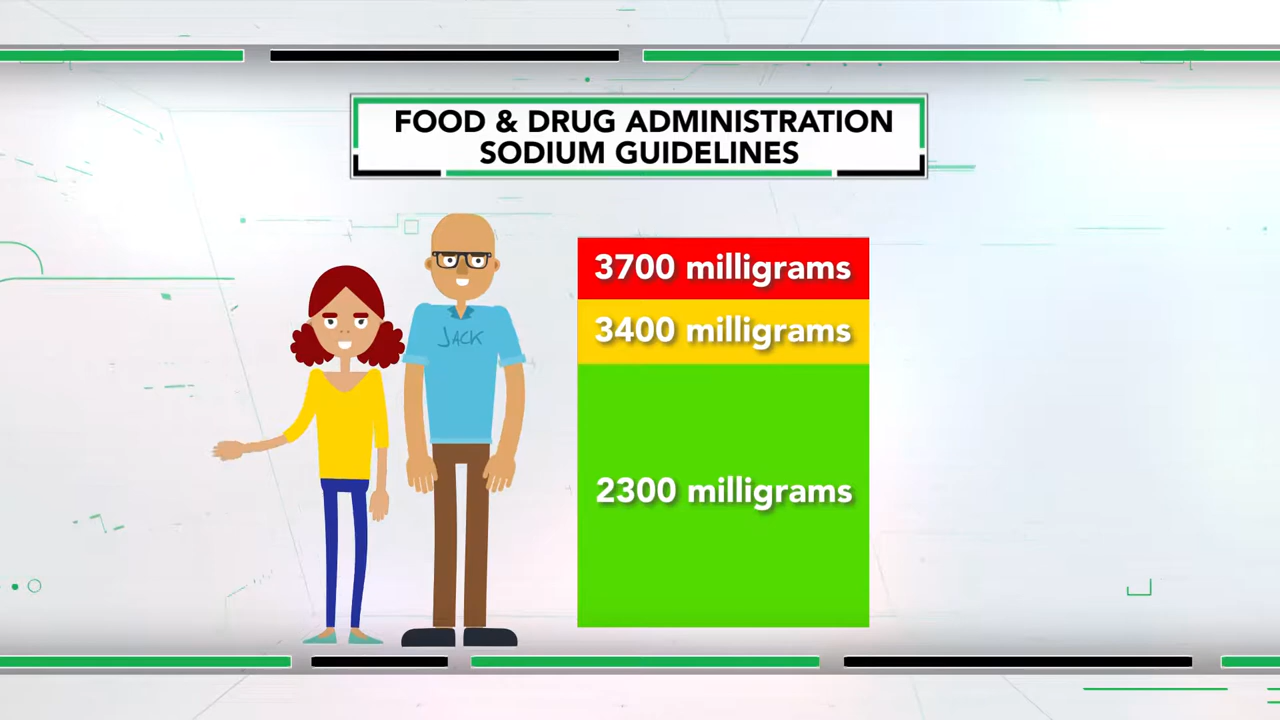 FOOD & DRUG ADMINISTRATION
SODIUM GUIDELINES
JACK
3700 milligrams
3400 milligrams
2300 milligrams